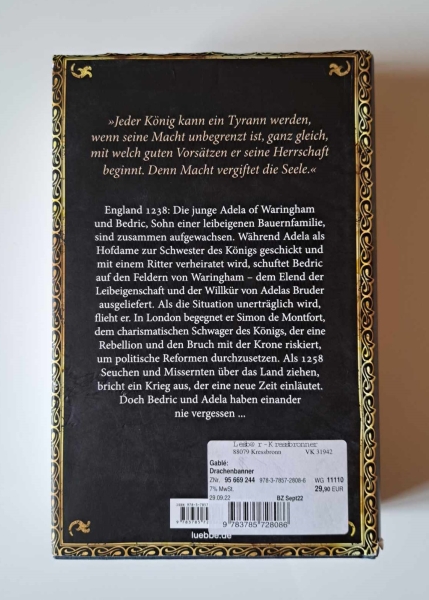 »Jeder König kann ein Tyrann werden,
wenn seine Macht unbegrenzt ist, ganz gleich,
mit welch guten Vorsätzen er seine Herrschaft
beginnt. Denn Macht vergiftet die Seele.«
England 1238: Die junge Adela of Waringham
und Bedric, Sohn einer leibeigenen Bauernfamilie,
sind zusammen aufgewachsen. Während Adela als
Hofdame zur Schwester des Königs geschickt und
mit einem Ritter verheiratet wird, schuftet Bedric
auf den Feldern von Waringham – dem Elend der
Leibeigenschaft und der Willkür von Adelas Bruder
ausgeliefert. Als die Situation unerträglich wird,
flieht er. In London begegnet er Simon de Montfort,
dem charismatischen Schwager des Königs, der eine
Rebellion und den Bruch mit der Krone riskiert,
um politische Reformen durchzusetzen. Als 1258
Seuchen und Missernten über das Land ziehen,
bricht ein Krieg aus, der eine neue Zeit einläutet.
Doch Bedric und Adela haben einander
nie vergessen ...
88079 Kressbronn VK 31942
Gablé:
Drachenbanner
ZNr. 95 669 244 978-3-7857-2808-6 WG 11110
7% MwSt. 29,90 EUR
29.09.22 BZ Sept22
9 783785 728086
luebbe.de